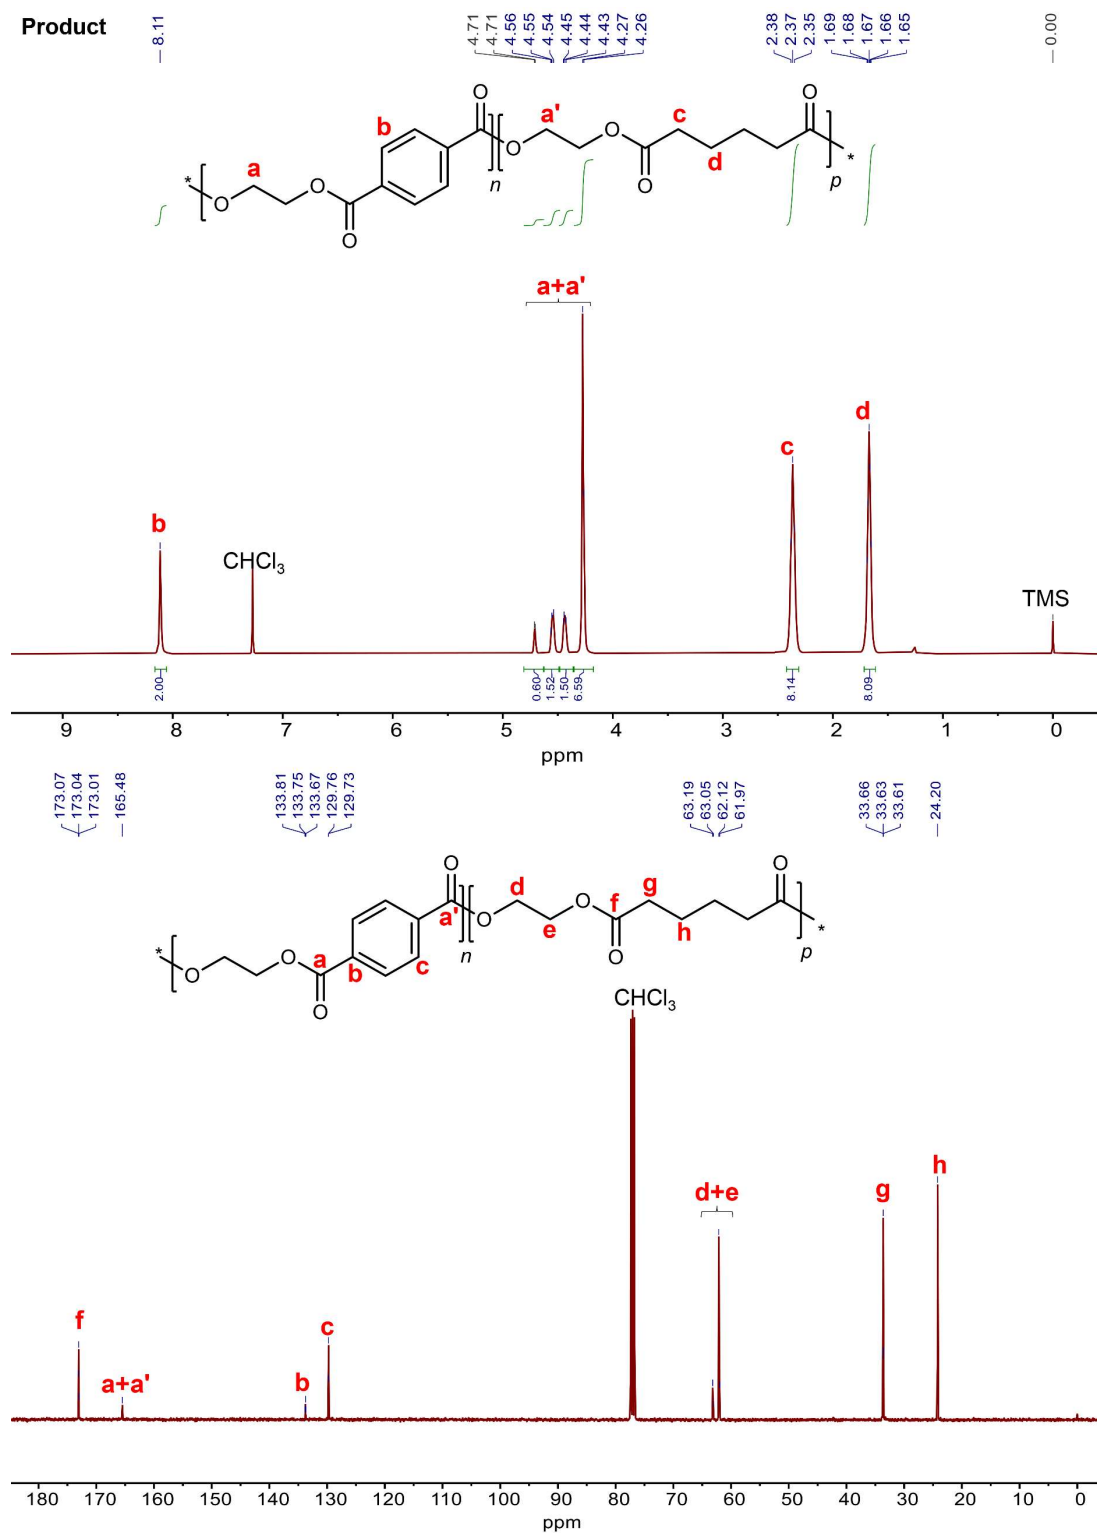 Product
8.11
4.71
4.71
4.56
4.55
4.54
4.45
4.44
4.43
4.27
4.26
2.38
2.37
2.35
1.69
1.68
1.67
1.66
1.65
0.00
O
a'
O
c
O
b
O
O
d
*
a
O
n
O
p
*
O
O
a+a'
d
c
b
CHCl3
TMS
2.00
0.60
1.52
1.50
6.59
8.14
8.09
9 8 7 6 5 4 3 2 1 0
ppm
173.07
173.04
173.01
165.48
133.81
133.75
133.67
129.76
129.73
63.19
63.05
62.12
61.97
33.66
33.63
33.61
24.20
O
d
O
g
O
a'
O
e
f
h
*
O
a
b
c
n
O
p
*
O
O
CHCl3
h
d+e
g
f
c
a+a'
b
180 170 160 150 140 130 120 110 100 90 80 70 60 50 40 30 20 10 0
ppm